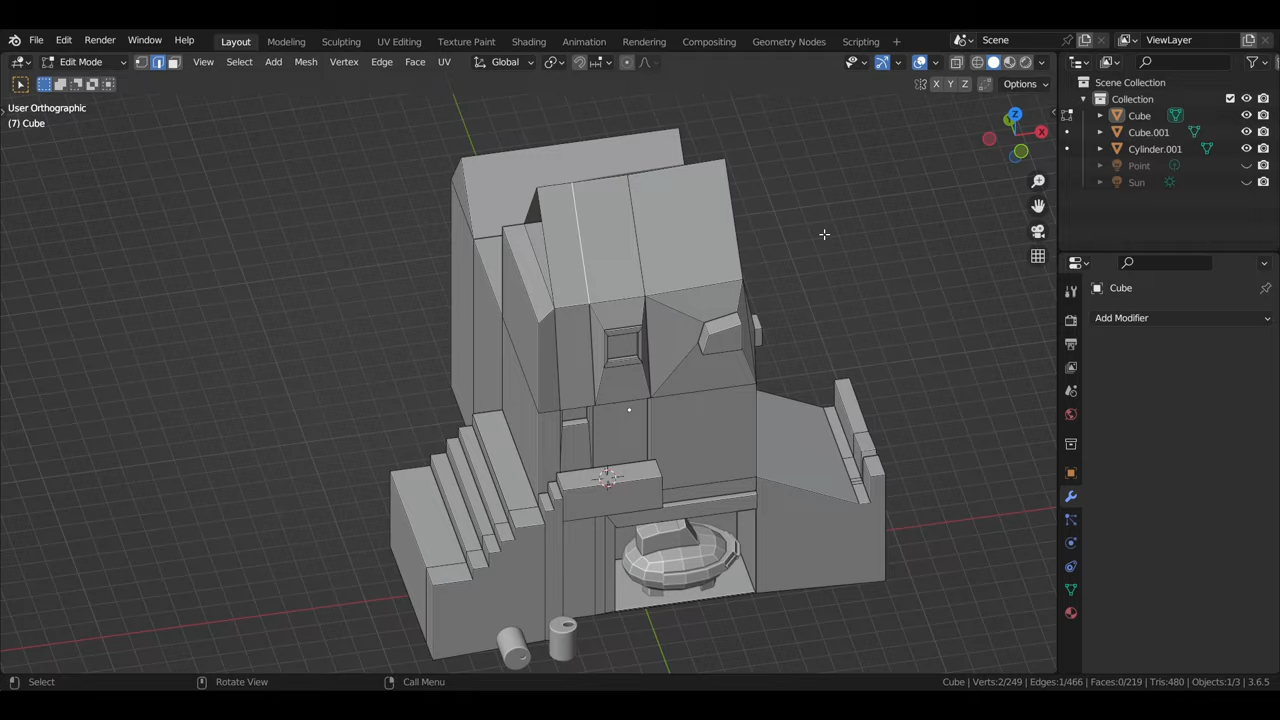 File Edit Render Window Help Layout Modeling Sculpting UV Editing Texture Paint Shading Animation Rendering Compositing Geometry Nodes Scripting + Scene ViewLayer
Edit Mode View Select Add Mesh Vertex Edge Face UV Global
X Y Z Options
User Orthographic
(7) Cube
Z
X
Scene Collection
Collection
Cube
Cube.001
Cylinder.001
Point
Sun
Cube
Add Modifier
Select Rotate View Call Menu Cube | Verts:2/249 | Edges:1/466 | Faces:0/219 | Tris:480 | Objects:1/3 | 3.6.5